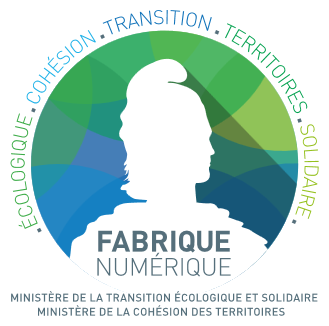 .ÉCOLOGIQUE.COHÉSION.TRANSITION.TERRITOIRES.SOLIDAIRE.
FABRIQUE
NUMÉRIQUE
MINISTÈRE DE LA TRANSITION ÉCOLOGIQUE ET SOLIDAIRE
MINISTÈRE DE LA COHÉSION DES TERRITOIRES